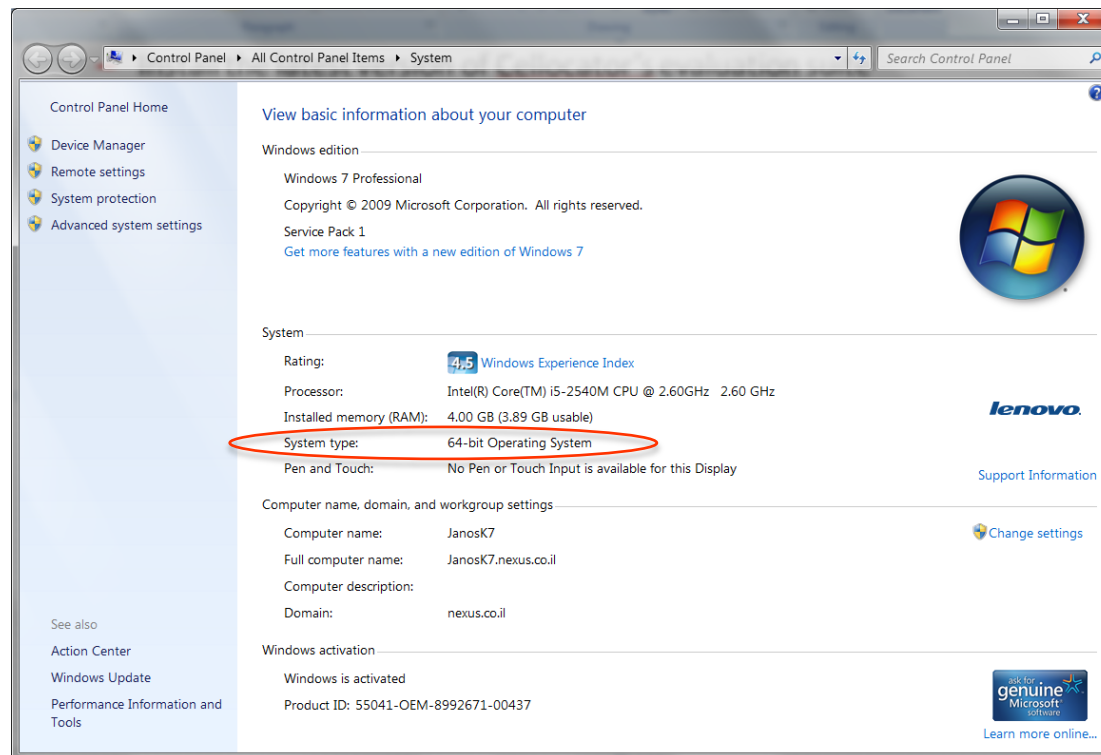 Control Panel ▸ All Control Panel Items ▸ System
Search Control Panel
install the latest version of Cellocator's evaluation suite
Control Panel Home
Device Manager
Remote settings
System protection
Advanced system settings
See also
Action Center
Windows Update
Performance Information and
Tools
View basic information about your computer
Windows edition
Windows 7 Professional
Copyright © 2009 Microsoft Corporation. All rights reserved.
Service Pack 1
Get more features with a new edition of Windows 7
System
Rating: 4,5 Windows Experience Index
Processor: Intel(R) Core(TM) i5-2540M CPU @ 2.60GHz 2.60 GHz
Installed memory (RAM): 4.00 GB (3.89 GB usable)
System type: 64-bit Operating System
Pen and Touch: No Pen or Touch Input is available for this Display
lenovo.
Support Information
Computer name, domain, and workgroup settings
Computer name: JanosK7
Change settings
Full computer name: JanosK7.nexus.co.il
Computer description:
Domain: nexus.co.il
Windows activation
Windows is activated
Product ID: 55041-OEM-8992671-00437
ask for
genuine
Microsoft
software
Learn more online...